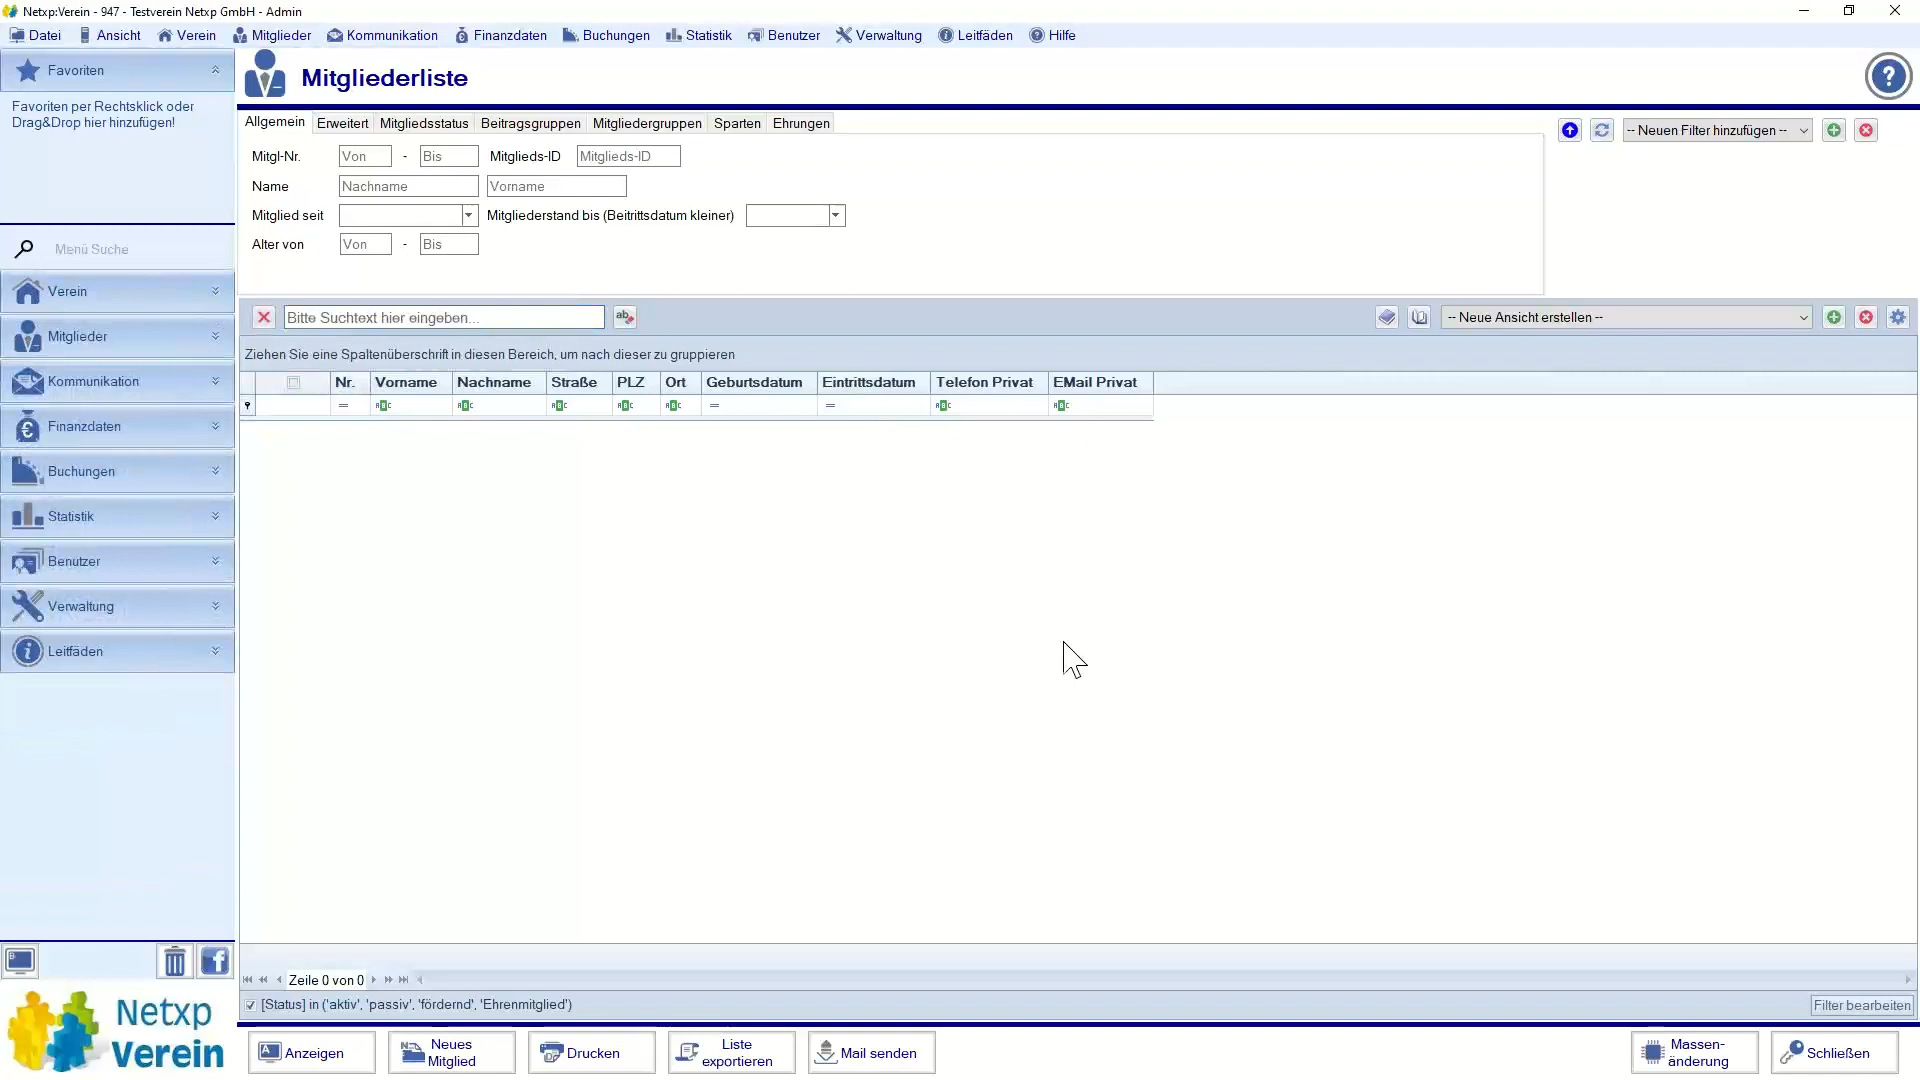 Netxp:Verein - 947 - Testverein Netxp GmbH - Admin
Datei Ansicht Verein Mitglieder Kommunikation Finanzdaten Buchungen Statistik Benutzer Verwaltung Leitfäden Hilfe
Favoriten
Favoriten per Rechtsklick oder
Drag&Drop hier hinzufügen!
Menü Suche
Verein
Mitglieder
Kommunikation
Finanzdaten
Buchungen
Statistik
Benutzer
Verwaltung
Leitfäden
Netxp
Verein
Mitgliederliste
Allgemein Erweitert Mitgliedsstatus Beitragsgruppen Mitgliedergruppen Sparten Ehrungen
-- Neuen Filter hinzufügen --
Mitgl-Nr. Von - Bis Mitglieds-ID Mitglieds-ID
Name Nachname Vorname
Mitglied seit Mitgliederstand bis (Beitrittsdatum kleiner)
Alter von Von - Bis
Bitte Suchtext hier eingeben...
-- Neue Ansicht erstellen --
Ziehen Sie eine Spaltenüberschrift in diesen Bereich, um nach dieser zu gruppieren
Nr. Vorname Nachname Straße PLZ Ort Geburtsdatum Eintrittsdatum Telefon Privat EMail Privat
Zeile 0 von 0
[Status] in ('aktiv', 'passiv', 'fördernd', 'Ehrenmitglied')
Filter bearbeiten
Anzeigen
Neues
Mitglied
Drucken
Liste
exportieren
Mail senden
Massen-
änderung
Schließen